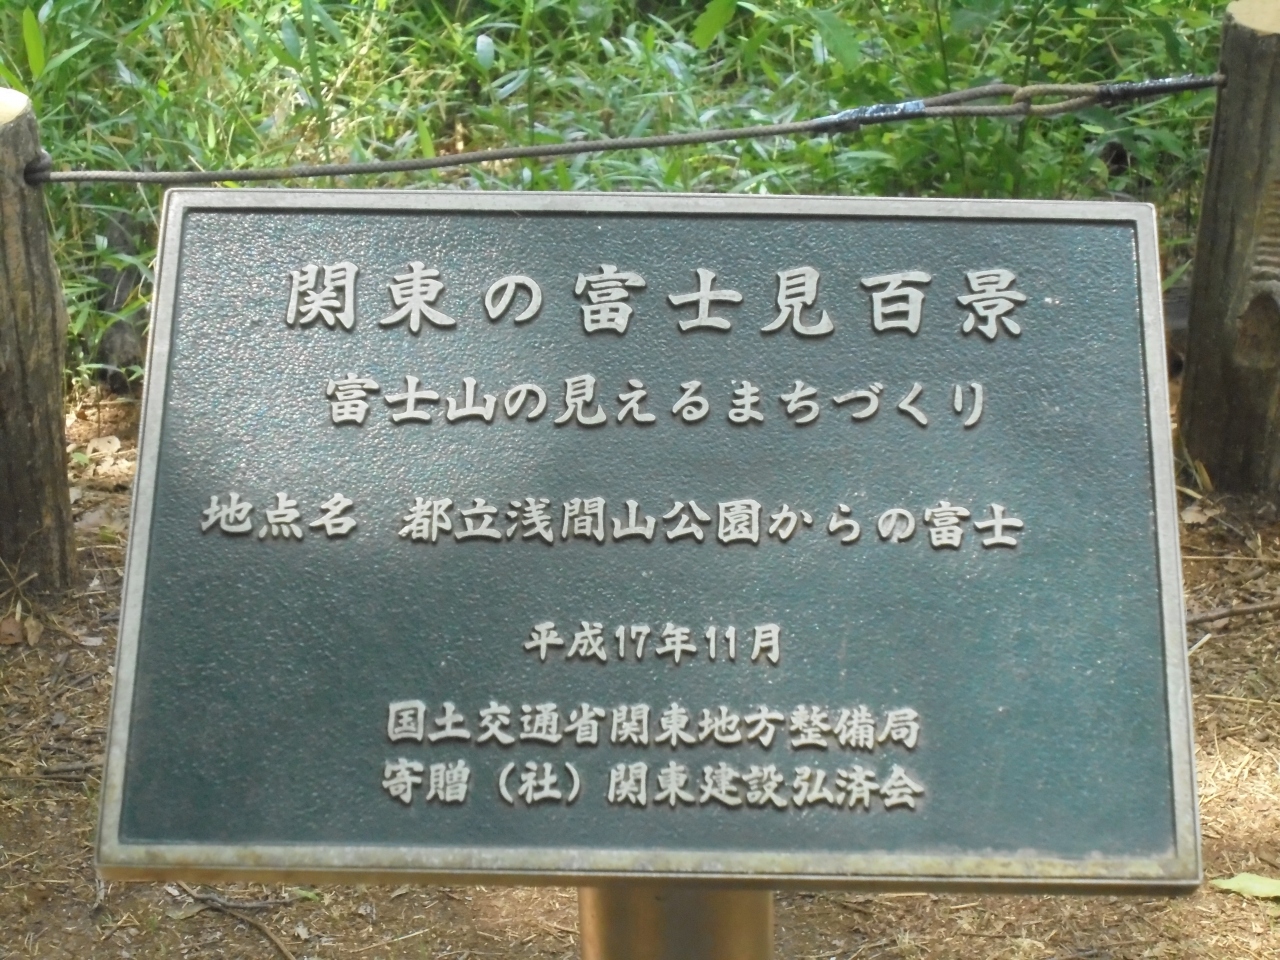 関東の富士見百景
富士山の見えるまちづくり
地点名　都立浅間山公園からの富士
平成17年11月
国土交通省関東地方整備局
寄贈（社）関東建設弘済会